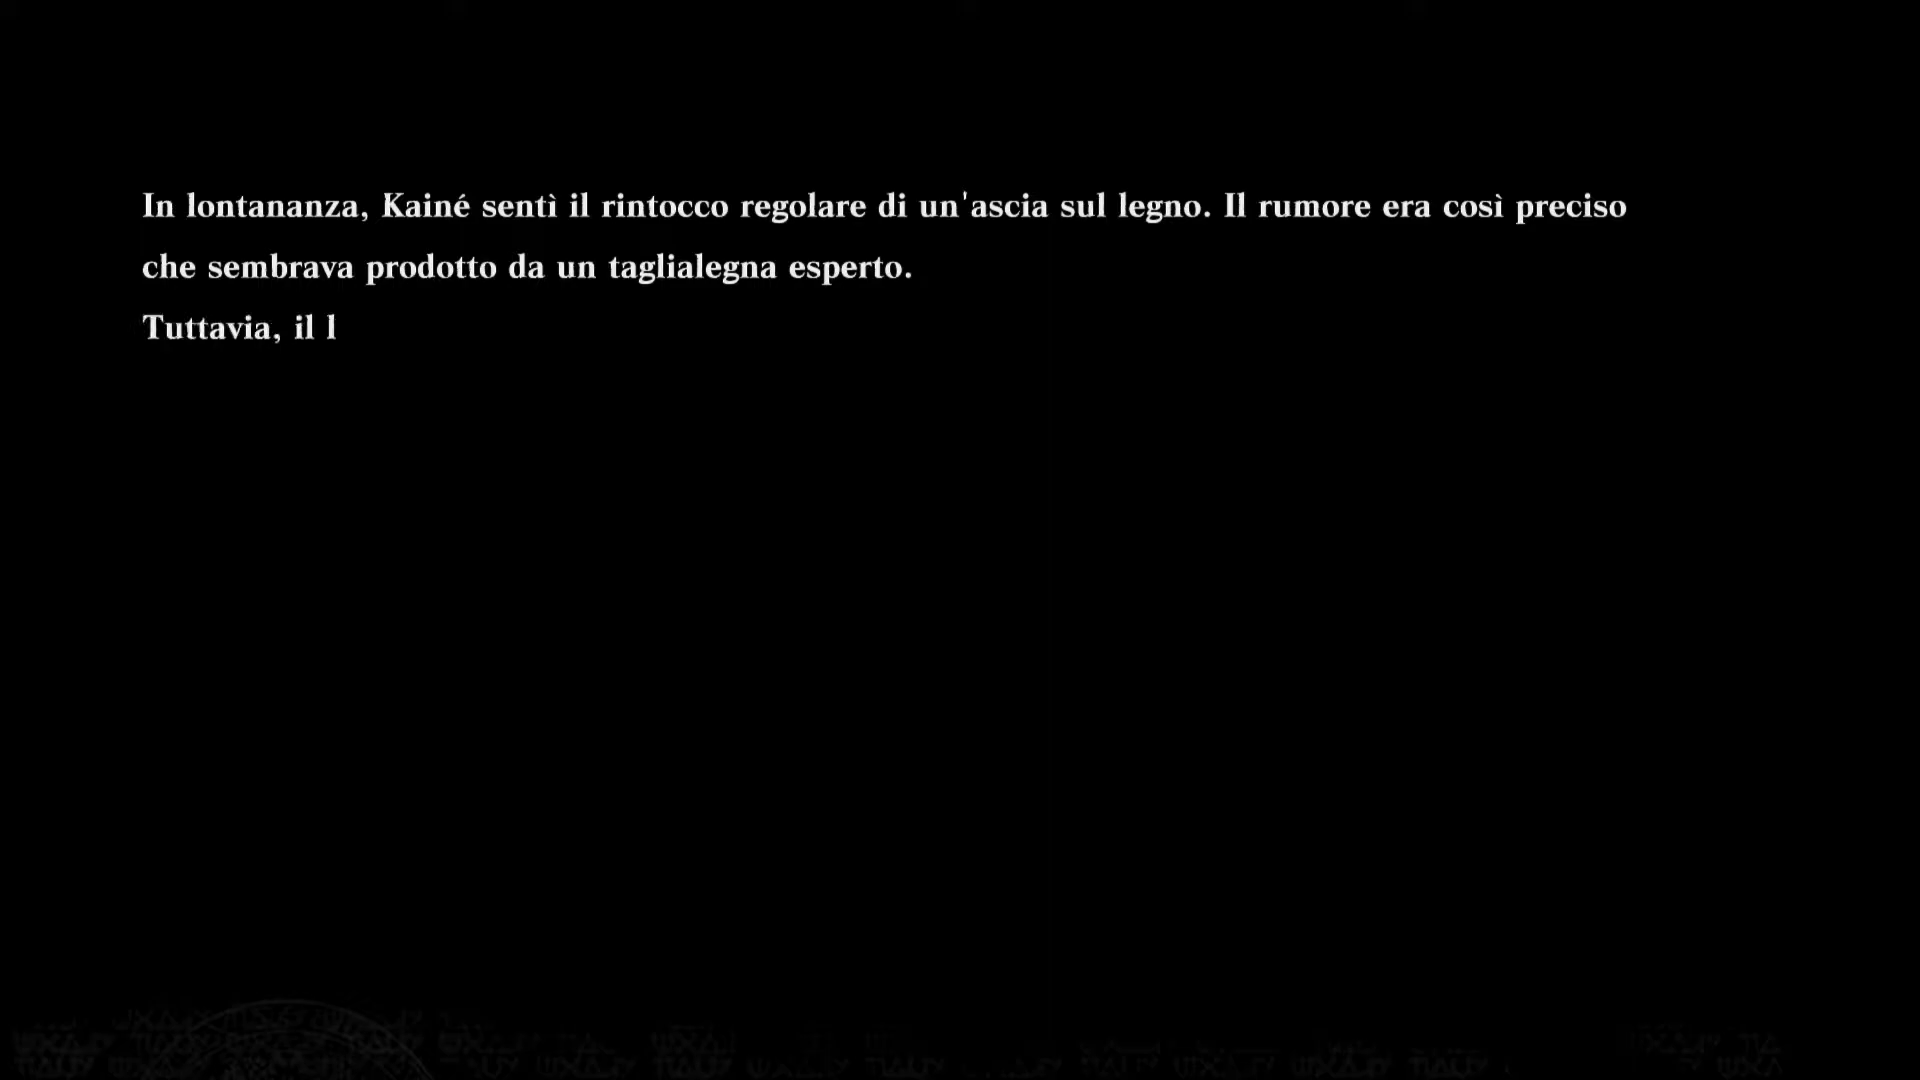 In lontananza, Kainé sentì il rintocco regolare di un'ascia sul legno. Il rumore era così preciso
che sembrava prodotto da un taglialegna esperto.
Tuttavia, il l